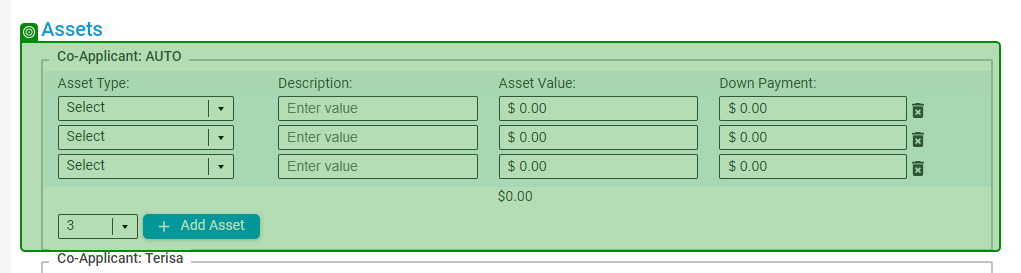 Assets
Co-Applicant: AUTO
Asset Type: Description: Asset Value: Down Payment:
Select Enter value $ 0.00 $ 0.00
Select Enter value $ 0.00 $ 0.00
Select Enter value $ 0.00 $ 0.00
$0.00
3 + Add Asset
Co-Applicant: Terisa